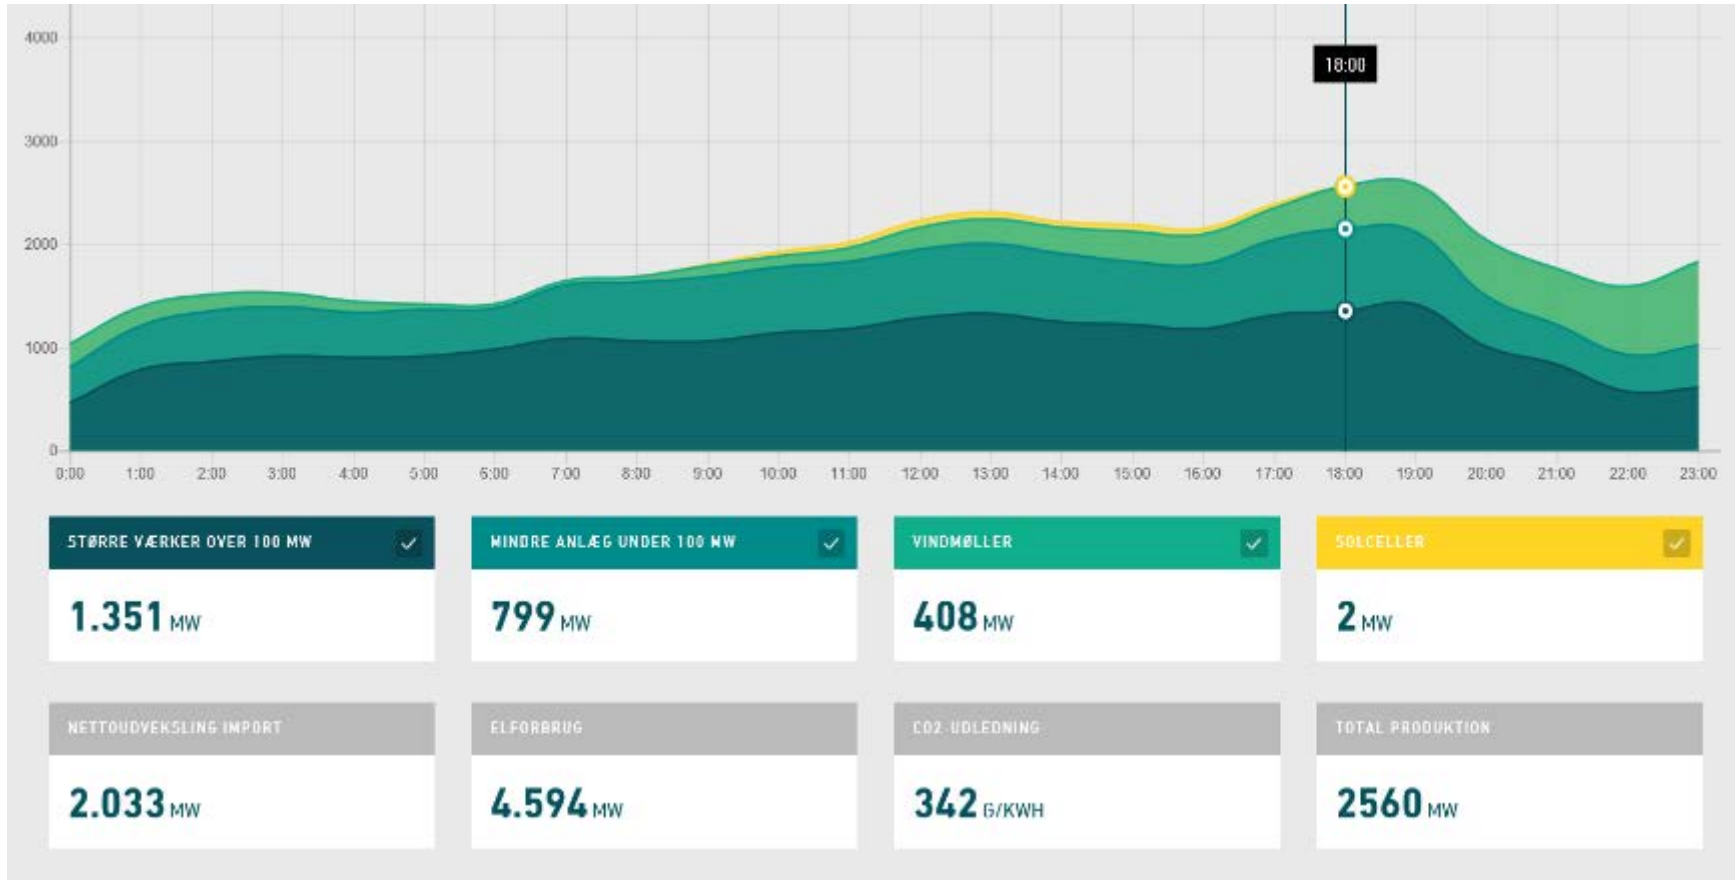 4000
18:00
3000
2000
1000
0
0:00 1:00 2:00 3:00 4:00 5:00 6:00 7:00 8:00 9:00 10:00 11:00 12:00 13:00 14:00 15:00 16:00 17:00 18:00 19:00 20:00 21:00 22:00 23:00
STØRRE VÆRKER OVER 100 MW MINDRE ANLÆG UNDER 100 MW VINDMØLLER SOLCELLER
1.351 MW 799 MW 408 MW 2 MW
NETTOUDVEKSLING IMPORT ELFORBRUG CO2-UDLEDNING TOTAL PRODUKTION
2.033 MW 4.594 MW 342 G/KWH 2560 MW